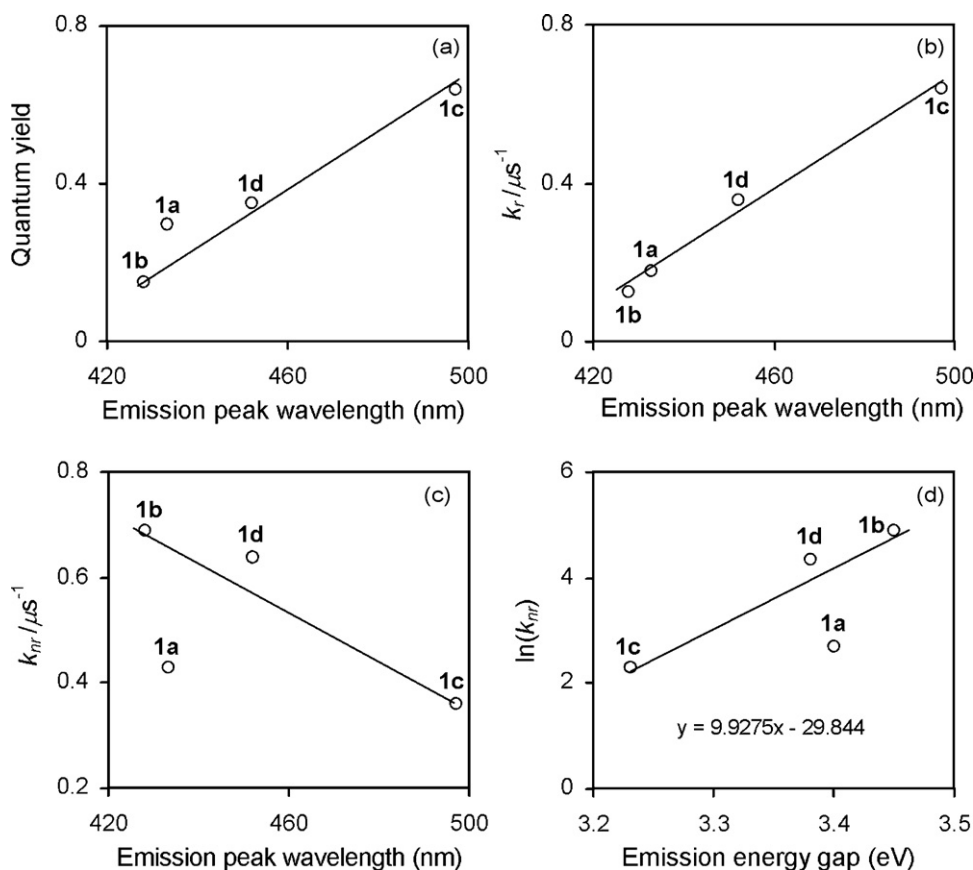 (a)
Quantum yield
0.8
0.4
0
1a
1b
1c
1d
420
460
500
Emission peak wavelength (nm)
(b)
k_r/μs⁻¹
0.8
0.4
0
1a
1b
1c
1d
420
460
500
Emission peak wavelength (nm)
(c)
k_nr/μs⁻¹
0.8
0.6
0.4
0.2
1b
1d
1a
1c
420
460
500
Emission peak wavelength (nm)
(d)
ln(k_nr)
6
4
2
0
1b
1d
1a
1c
y = 9.9275x - 29.844
3.2
3.3
3.4
3.5
Emission energy gap (eV)